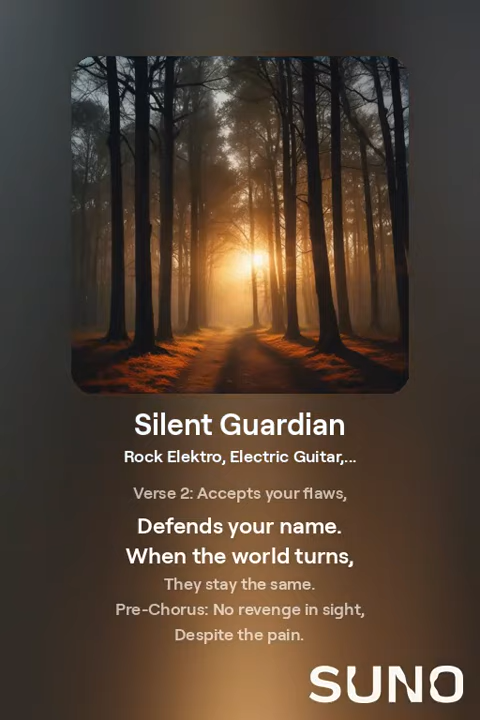 Silent Guardian
Rock Elektro, Electric Guitar,...
Verse 2: Accepts your flaws,
Defends your name.
When the world turns,
They stay the same.
Pre-Chorus: No revenge in sight,
Despite the pain.
SUNO